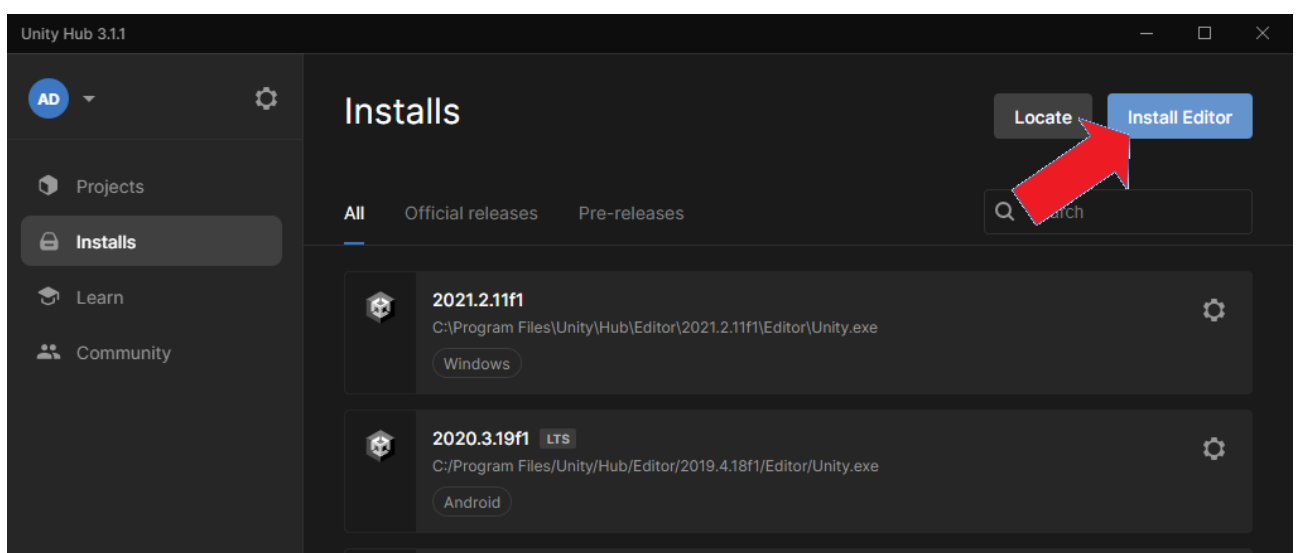 Unity Hub 3.1.1
AD
Projects
Installs
Learn
Community
Installs
Locate
Install Editor
All Official releases Pre-releases
2021.2.11f1
C:\Program Files\Unity\Hub\Editor\2021.2.11f1\Editor\Unity.exe
Windows
2020.3.19f1 LTS
C:/Program Files/Unity/Hub/Editor/2019.4.18f1/Editor/Unity.exe
Android